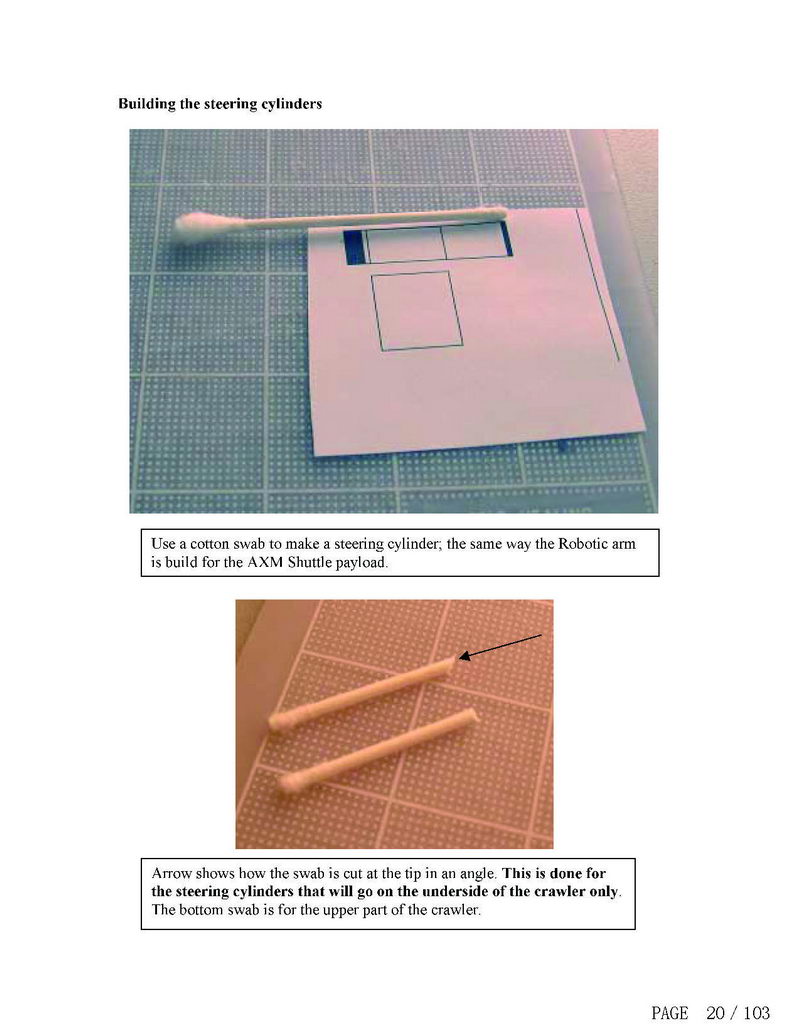 Building the steering cylinders
Use a cotton swab to make a steering cylinder; the same way the Robotic arm
is build for the AXM Shuttle payload.
Arrow shows how the swab is cut at the tip in an angle. This is done for
the steering cylinders that will go on the underside of the crawler only.
The bottom swab is for the upper part of the crawler.
PAGE 20 / 103